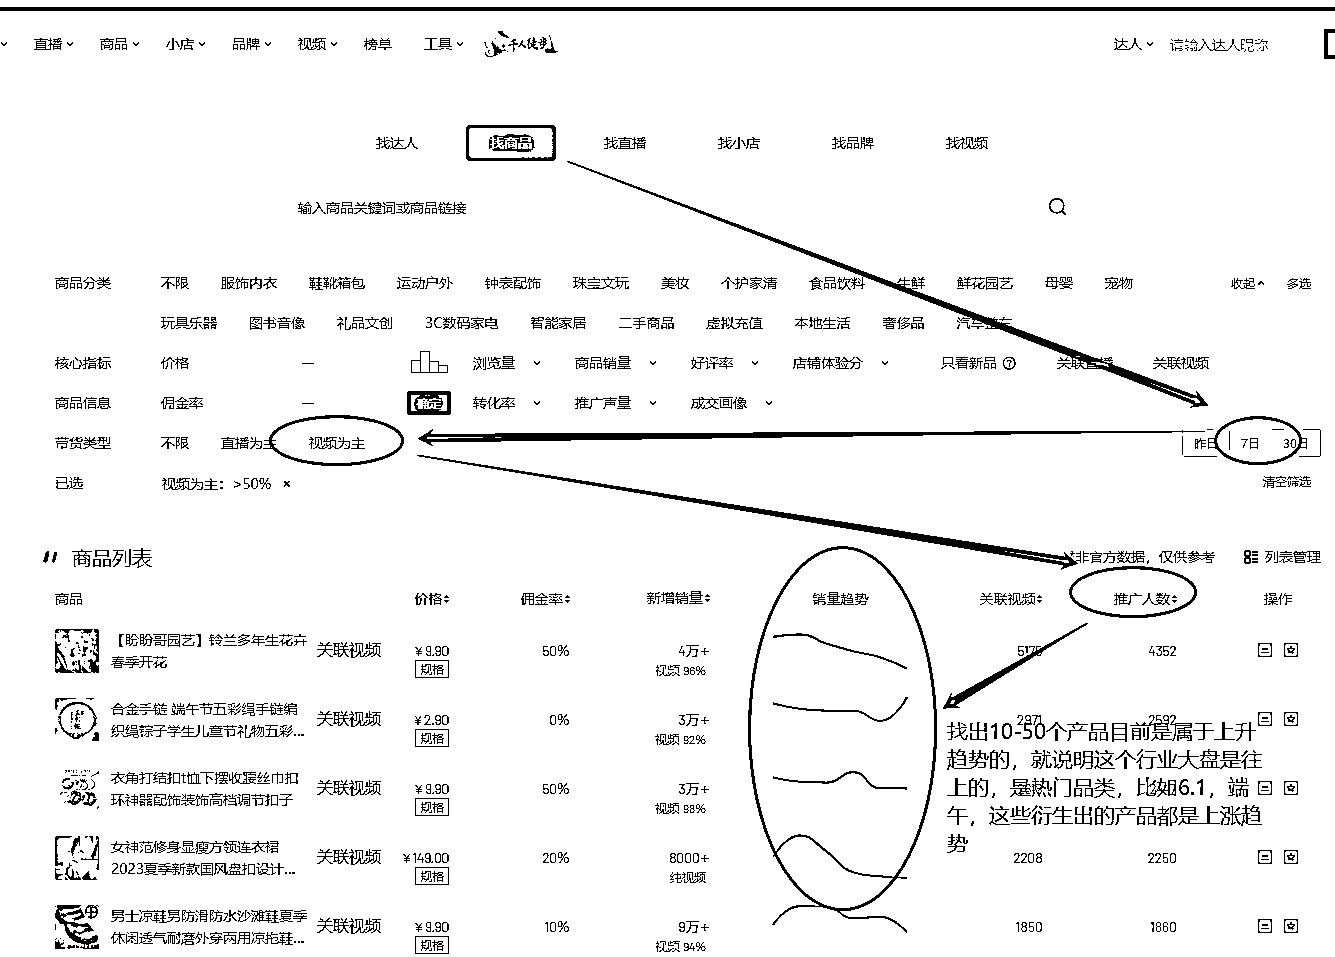 直播 商品 小店 品牌 视频 榜单 工具 千人徒步 达人 请输入达人昵称
找达人 找商品 找直播 找小店 找品牌 找视频
输入商品关键词或商品链接
商品分类 不限 服饰内衣 鞋靴箱包 运动户外 钟表配饰 珠宝文玩 美妆 个护家清 食品饮料 生鲜 鲜花园艺 母婴 宠物 收起 多选
玩具乐器 图书音像 礼品文创 3C数码家电 智能家居 二手商品 虚拟充值 本地生活 奢侈品 汽车整车
核心指标 价格 — 浏览量 商品销量 好评率 店铺体验分 只看新品 ? 关联直播 关联视频
商品信息 佣金率 — 确定 转化率 推广声量 成交画像
带货类型 不限 直播为主 视频为主 昨日 7日 30日
已选 视频为主：>50% × 清空筛选
商品列表 非官方数据，仅供参考 列表管理
商品 价格 佣金率 新增销量 销量趋势 关联视频 推广人数 操作
【盼盼哥园艺】铃兰多年生花卉 关联视频 ￥9.90 50% 4万+ 5175 4352
春季开花 规格 视频 96%
合金手链 端午节五彩绳手链编 关联视频 ￥2.90 0% 3万+ 2971 2592
织绳粽子学生儿童节礼物五彩... 规格 视频 92%
找出10-50个产品目前是属于上升
趋势的，就说明这个行业大盘是往
上的，是热门品类，比如6.1，端
午，这些衍生出的产品都是上涨趋
势
衣角打结扣t恤下摆收腰丝巾扣 关联视频 ￥9.90 50% 3万+
环神器配饰装饰高档调节扣子 规格 视频 98%
女神范修身显瘦方领连衣裙 关联视频 ￥149.00 20% 8000+ 2208 2250
2023夏季新款国风盘扣设计... 规格 纯视频
男士凉鞋男防滑防水沙滩鞋夏季 关联视频 ￥9.90 10% 9万+ 1850 1860
休闲透气耐磨外穿两用凉拖鞋... 规格 视频 94%